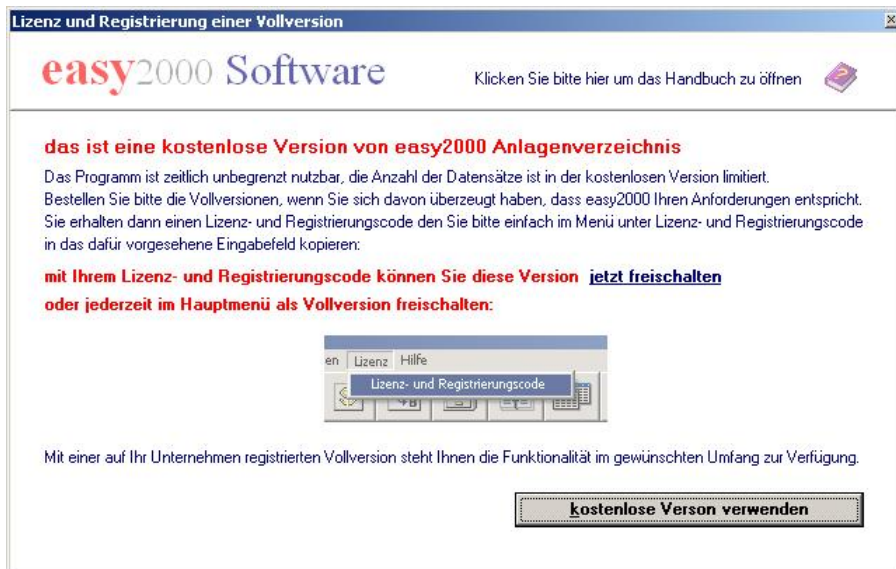 Lizenz und Registrierung einer Vollversion
easy2000 Software
Klicken Sie bitte hier um das Handbuch zu öffnen
das ist eine kostenlose Version von easy2000 Anlagenverzeichnis
Das Programm ist zeitlich unbegrenzt nutzbar, die Anzahl der Datensätze ist in der kostenlosen Version limitiert.
Bestellen Sie bitte die Vollversionen, wenn Sie sich davon überzeugt haben, dass easy2000 Ihren Anforderungen entspricht.
Sie erhalten dann einen Lizenz- und Registrierungscode den Sie bitte einfach im Menü unter Lizenz- und Registrierungscode
in das dafür vorgesehene Eingabefeld kopieren:
mit Ihrem Lizenz- und Registrierungscode können Sie diese Version jetzt freischalten
oder jederzeit im Hauptmenü als Vollversion freischalten:
en Lizenz Hilfe
Lizenz- und Registrierungscode
Mit einer auf Ihr Unternehmen registrierten Vollversion steht Ihnen die Funktionalität im gewünschten Umfang zur Verfügung.
kostenlose Verson verwenden